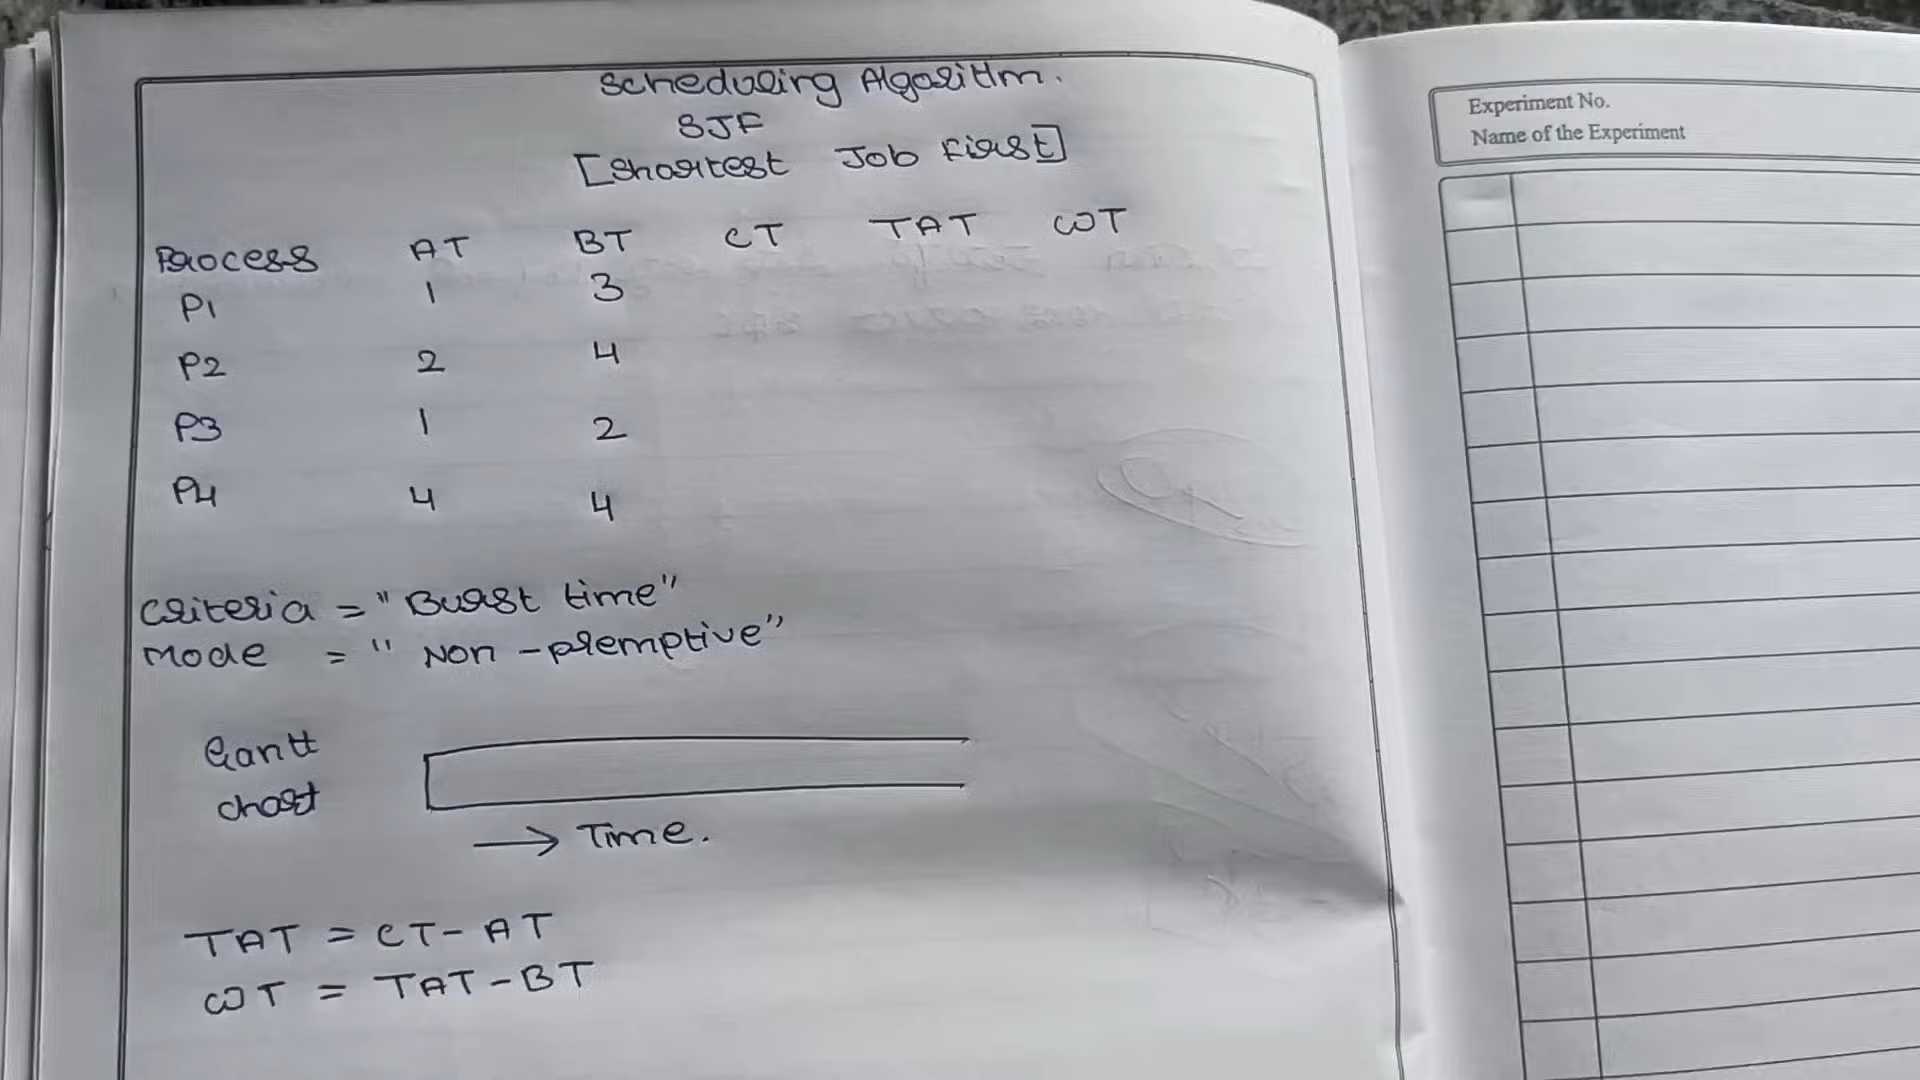 Scheduling Algorithm.
SJF
[Shortest Job First]
Process AT BT CT TAT WT
P1 1 3
P2 2 4
P3 1 2
P4 4 4
Criteria = "Burst time"
Mode = "Non-premptive"
Gantt
chart
→ Time.
TAT = CT - AT
WT = TAT - BT
Experiment No.
Name of the Experiment